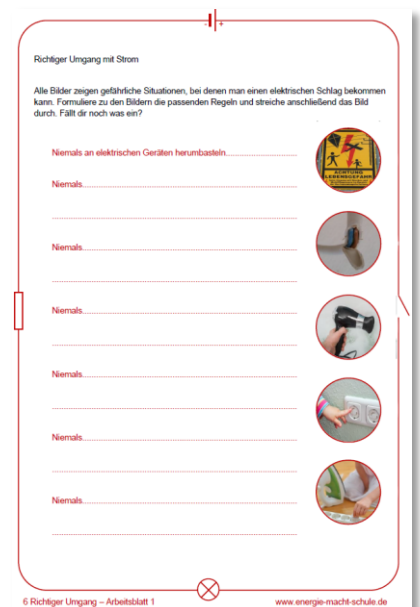 Richtiger Umgang mit Strom
Alle Bilder zeigen gefährliche Situationen, bei denen man einen elektrischen Schlag bekommen
kann. Formuliere zu den Bildern die passenden Regeln und streiche anschließend das Bild
durch. Fällt dir noch was ein?
Niemals an elektrischen Geräten herumbasteln
Niemals
Niemals
Niemals
Niemals
Niemals
Niemals
ACHTUNG
LEBENSGEFAHR
6 Richtiger Umgang – Arbeitsblatt 1
www.energie-macht-schule.de